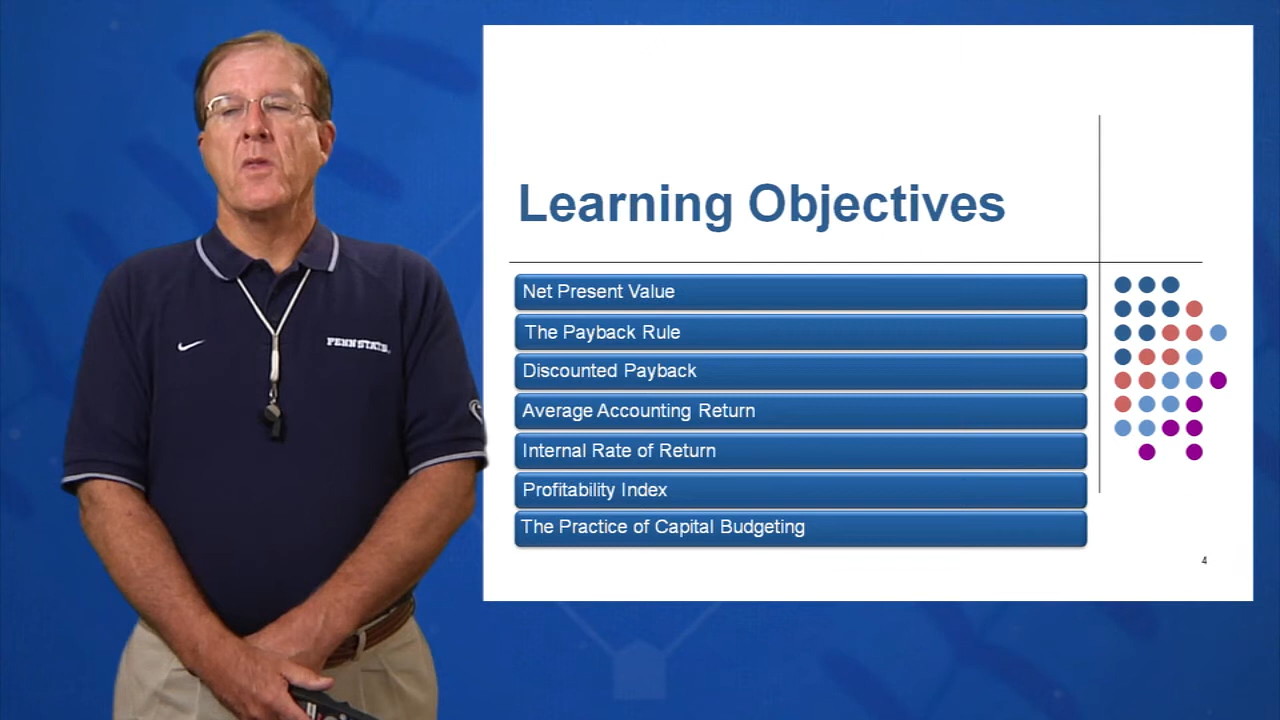 PENN STATE
Learning Objectives
Net Present Value
The Payback Rule
Discounted Payback
Average Accounting Return
Internal Rate of Return
Profitability Index
The Practice of Capital Budgeting
4